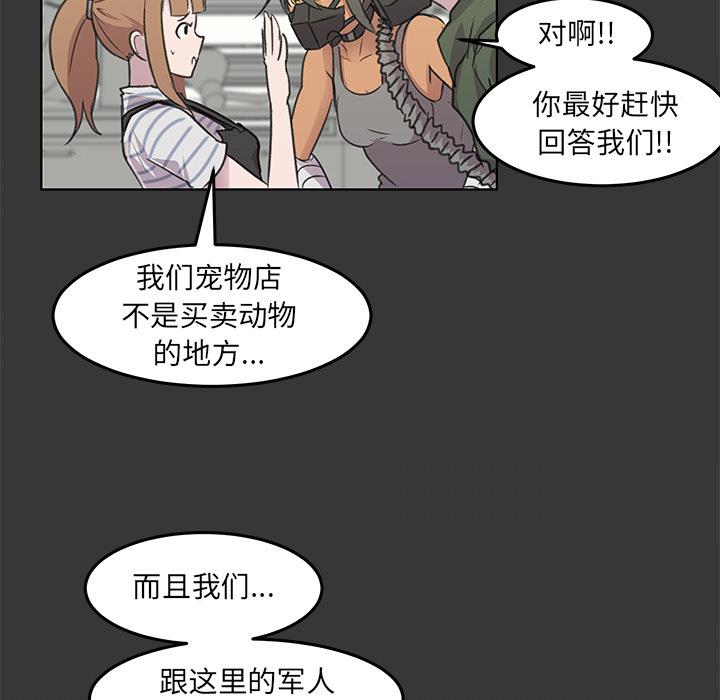 对啊!!
你最好赶快
回答我们!!
我们宠物店
不是买卖动物
的地方...
而且我们...
跟这里的军人